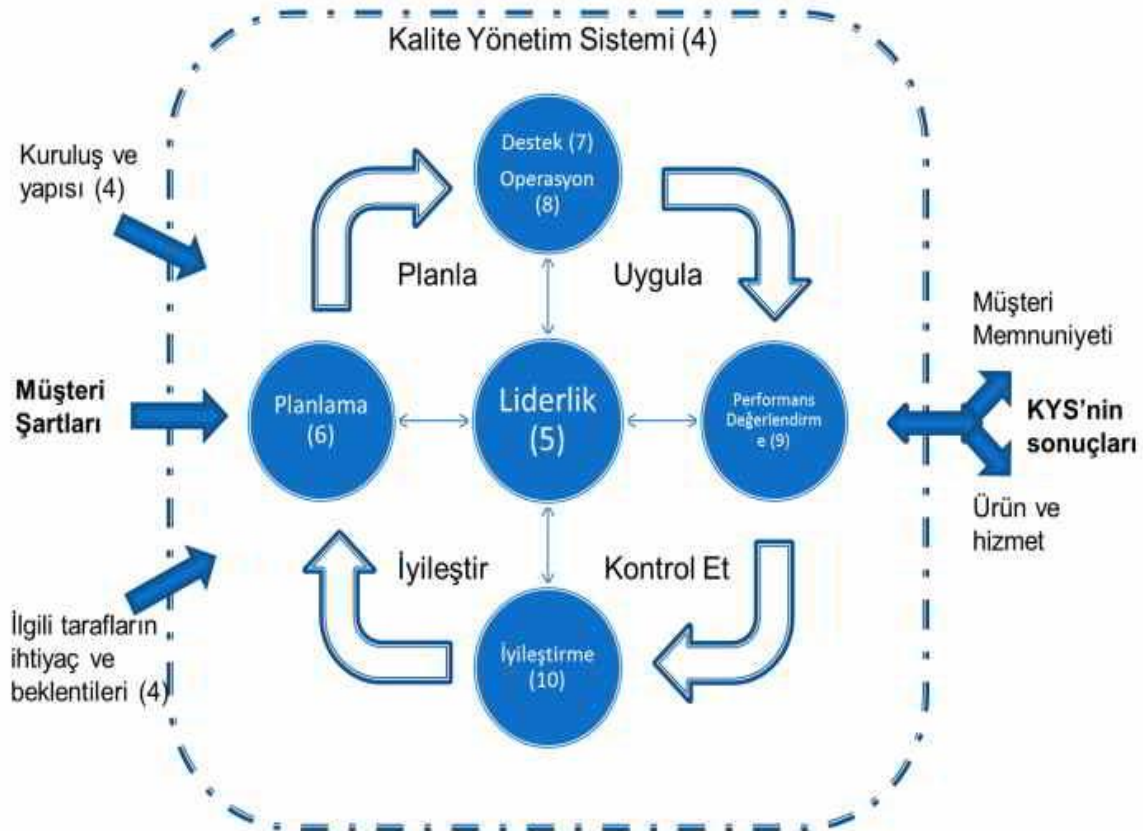 Kalite Yönetim Sistemi (4)
Kuruluş ve
yapısı (4)
Destek (7)
Operasyon
(8)
Planla
Uygula
Müşteri
Memnuniyeti
Müşteri
Şartları
Planlama
(6)
Liderlik
(5)
Performans
Değerlendirm
e (9)
KYS’nin
sonuçları
Ürün ve
hizmet
İyileştir
Kontrol Et
İlgili tarafların
ihtiyaç ve
beklentileri (4)
İyileştirme
(10)